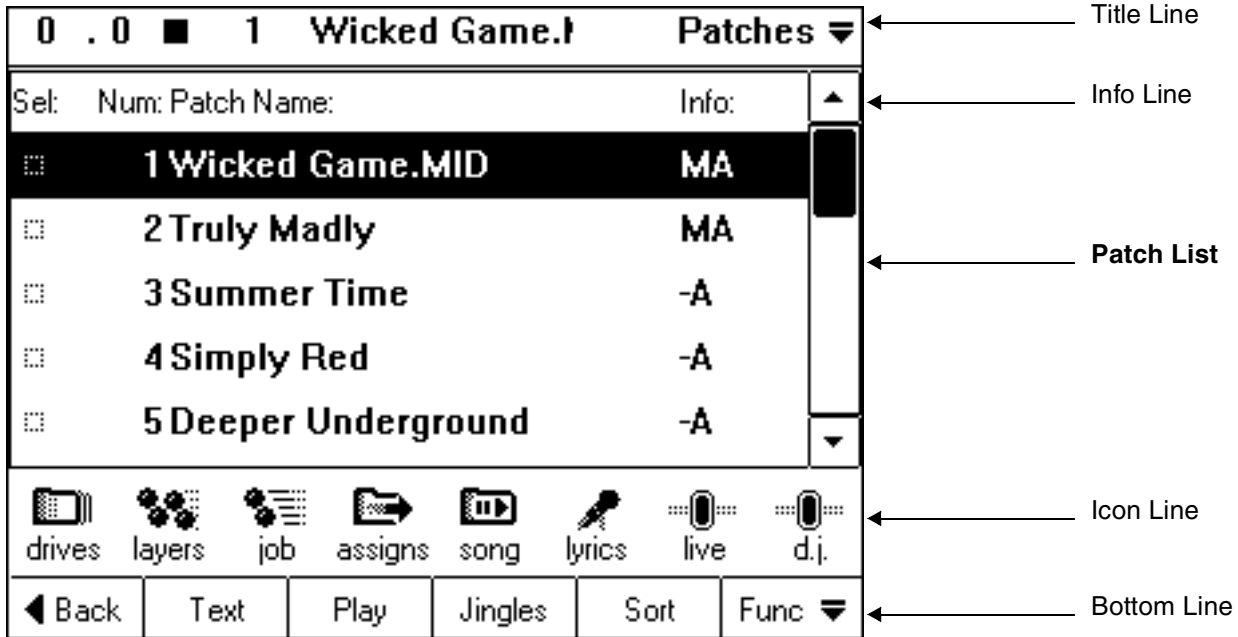 0 . 0 ■ 1 Wicked Game.M Patches
Title Line
Sel: Num: Patch Name: Info:
Info Line
1 Wicked Game.MID MA
2 Truly Madly MA
Patch List
3 Summer Time -A
4 Simply Red -A
5 Deeper Underground -A
drives layers job assigns song lyrics live d.j.
Icon Line
Back Text Play Jingles Sort Func
Bottom Line